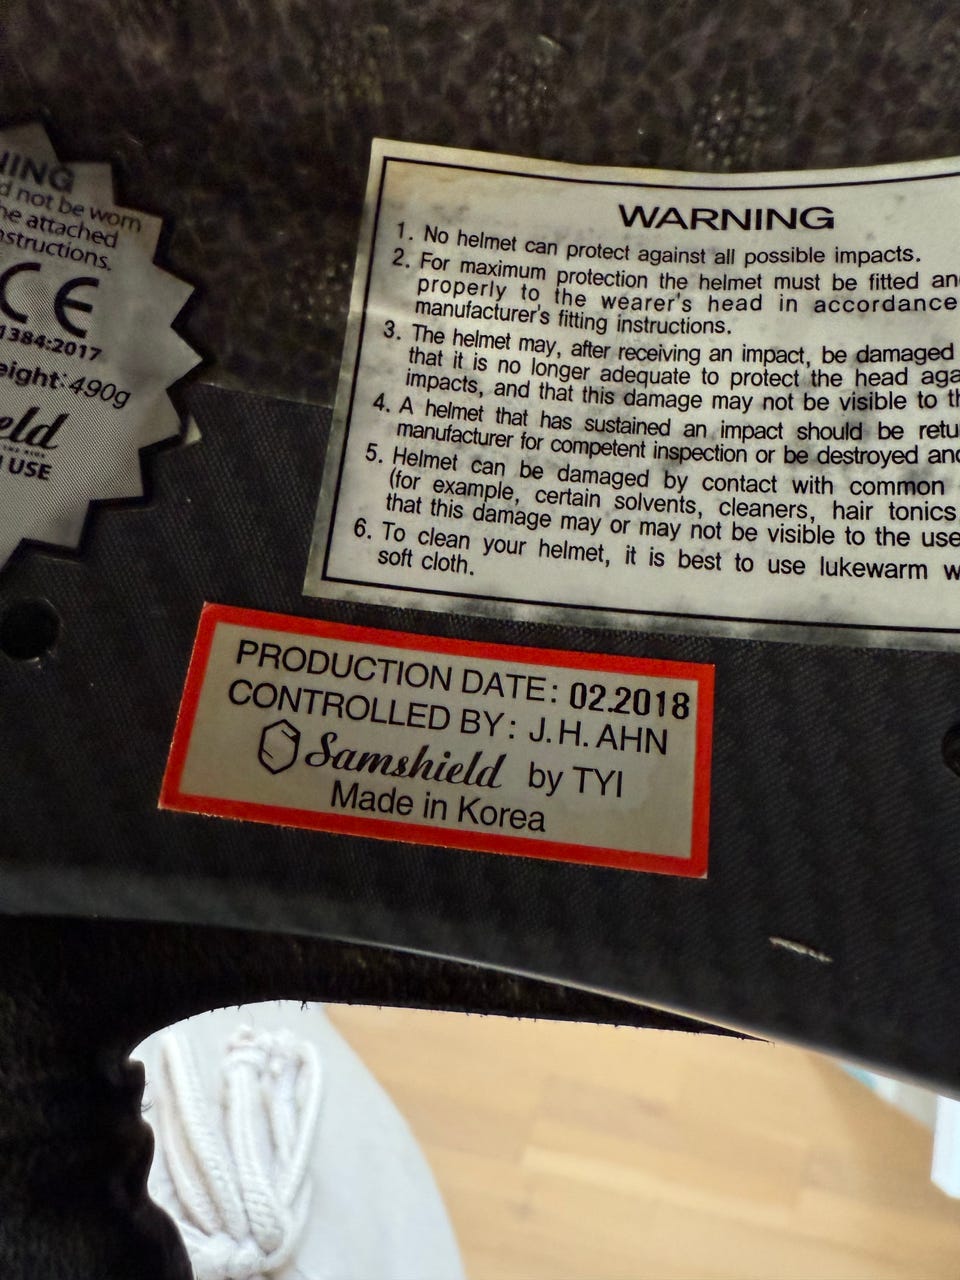 NING
d not be worn
he attached
nstructions.
CE
1384:2017
eight: 490g
eld
USE
WARNING
1. No helmet can protect against all possible impacts.
2. For maximum protection the helmet must be fitted an
properly to the wearer's head in accordance
manufacturer's fitting instructions.
3. The helmet may, after receiving an impact, be damaged
that it is no longer adequate to protect the head aga
impacts, and that this damage may not be visible to th
4. A helmet that has sustained an impact should be retu
manufacturer for competent inspection or be destroyed and
5. Helmet can be damaged by contact with common
(for example, certain solvents, cleaners, hair tonics,
that this damage may or may not be visible to the use
6. To clean your helmet, it is best to use lukewarm w
soft cloth.
PRODUCTION DATE: 02.2018
CONTROLLED BY: J.H. AHN
Samshield by TYI
Made in Korea